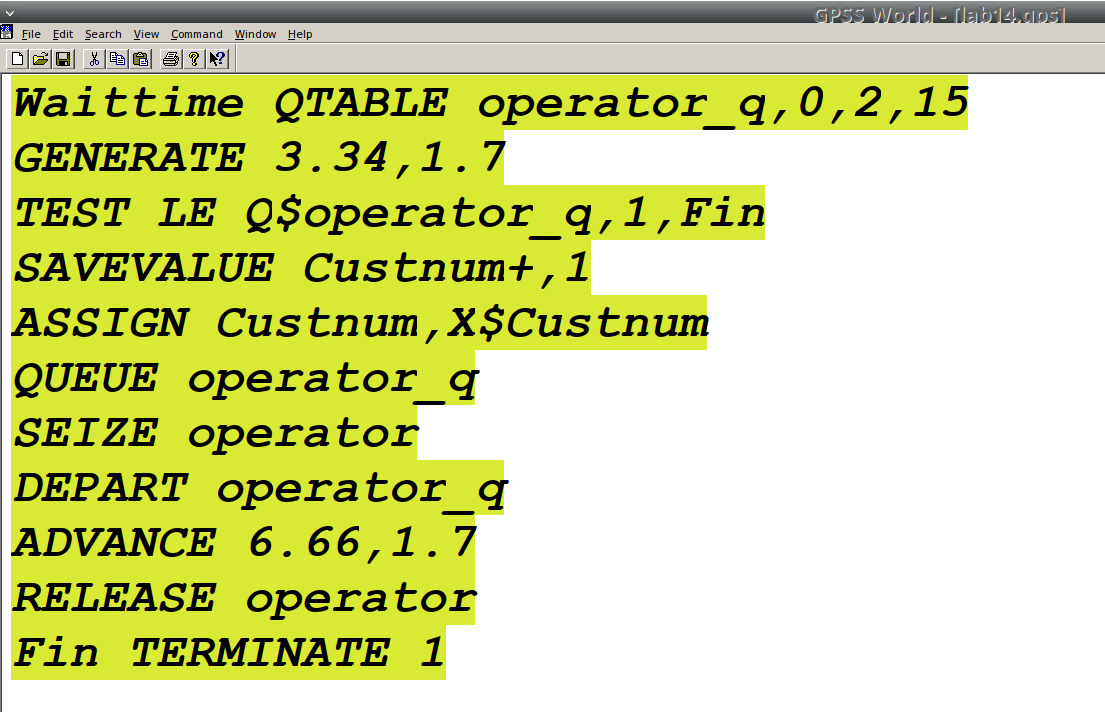 GPSS World - [lab14.gps]
File Edit Search View Command Window Help
Waittime QTABLE operator_q,0,2,15
GENERATE 3.34,1.7
TEST LE Q$operator_q,1,Fin
SAVEVALUE Custnum+,1
ASSIGN Custnum,X$Custnum
QUEUE operator_q
SEIZE operator
DEPART operator_q
ADVANCE 6.66,1.7
RELEASE operator
Fin TERMINATE 1